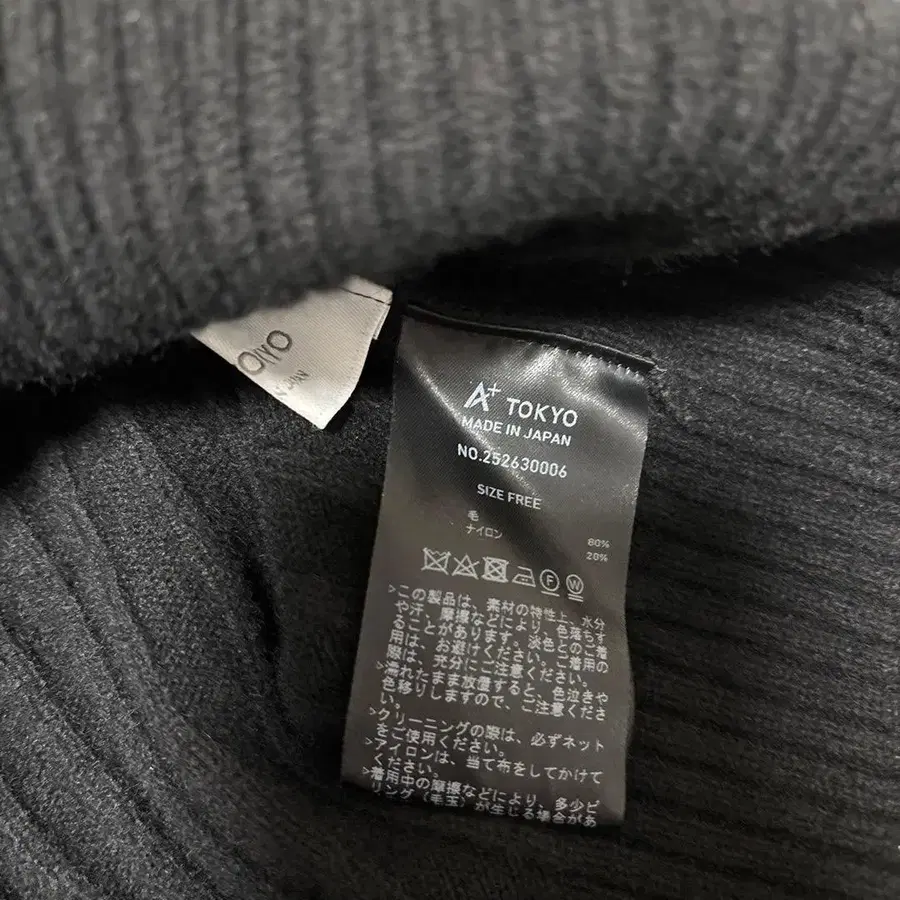 OIYO
A+ TOKYO
MADE IN JAPAN
NO.252630006
SIZE FREE
毛 80%
ナイロン 20%
F W
>この製品は、素材の特性上、水分
や汗、摩擦などにより、色落ちす
ることがあります。淡色とのご着
用は、お避けください。ご着用の
際は、充分にご注意ください。
>濡れたまま放置すると、色泣きや
色移りしますので、ご注意くださ
い。
>クリーニングの際は、必ずネット
をご使用ください。
>アイロンは、当て布をしてかけて
ください。
>着用中の摩擦などにより、多少ピ
リング（毛玉）が生じる場合があ